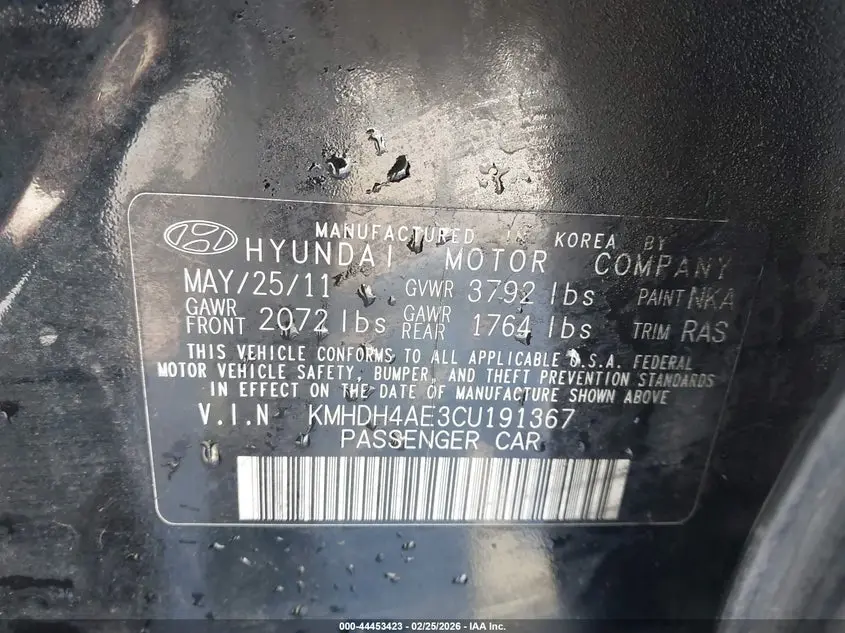 MANUFACTURED IN KOREA BY
HYUNDAI MOTOR COMPANY
MAY/25/11 GVWR 3792 lbs PAINT NKA
GAWR FRONT 2072 lbs GAWR REAR 1764 lbs TRIM RAS
THIS VEHICLE CONFORMS TO ALL APPLICABLE U.S.A. FEDERAL
MOTOR VEHICLE SAFETY, BUMPER, AND THEFT PREVENTION STANDARDS
IN EFFECT ON THE DATE OF MANUFACTURE SHOWN ABOVE
V.I.N KMHDH4AE3CU191367
PASSENGER CAR
000-44453423 - 02/25/2026 - IAA Inc.